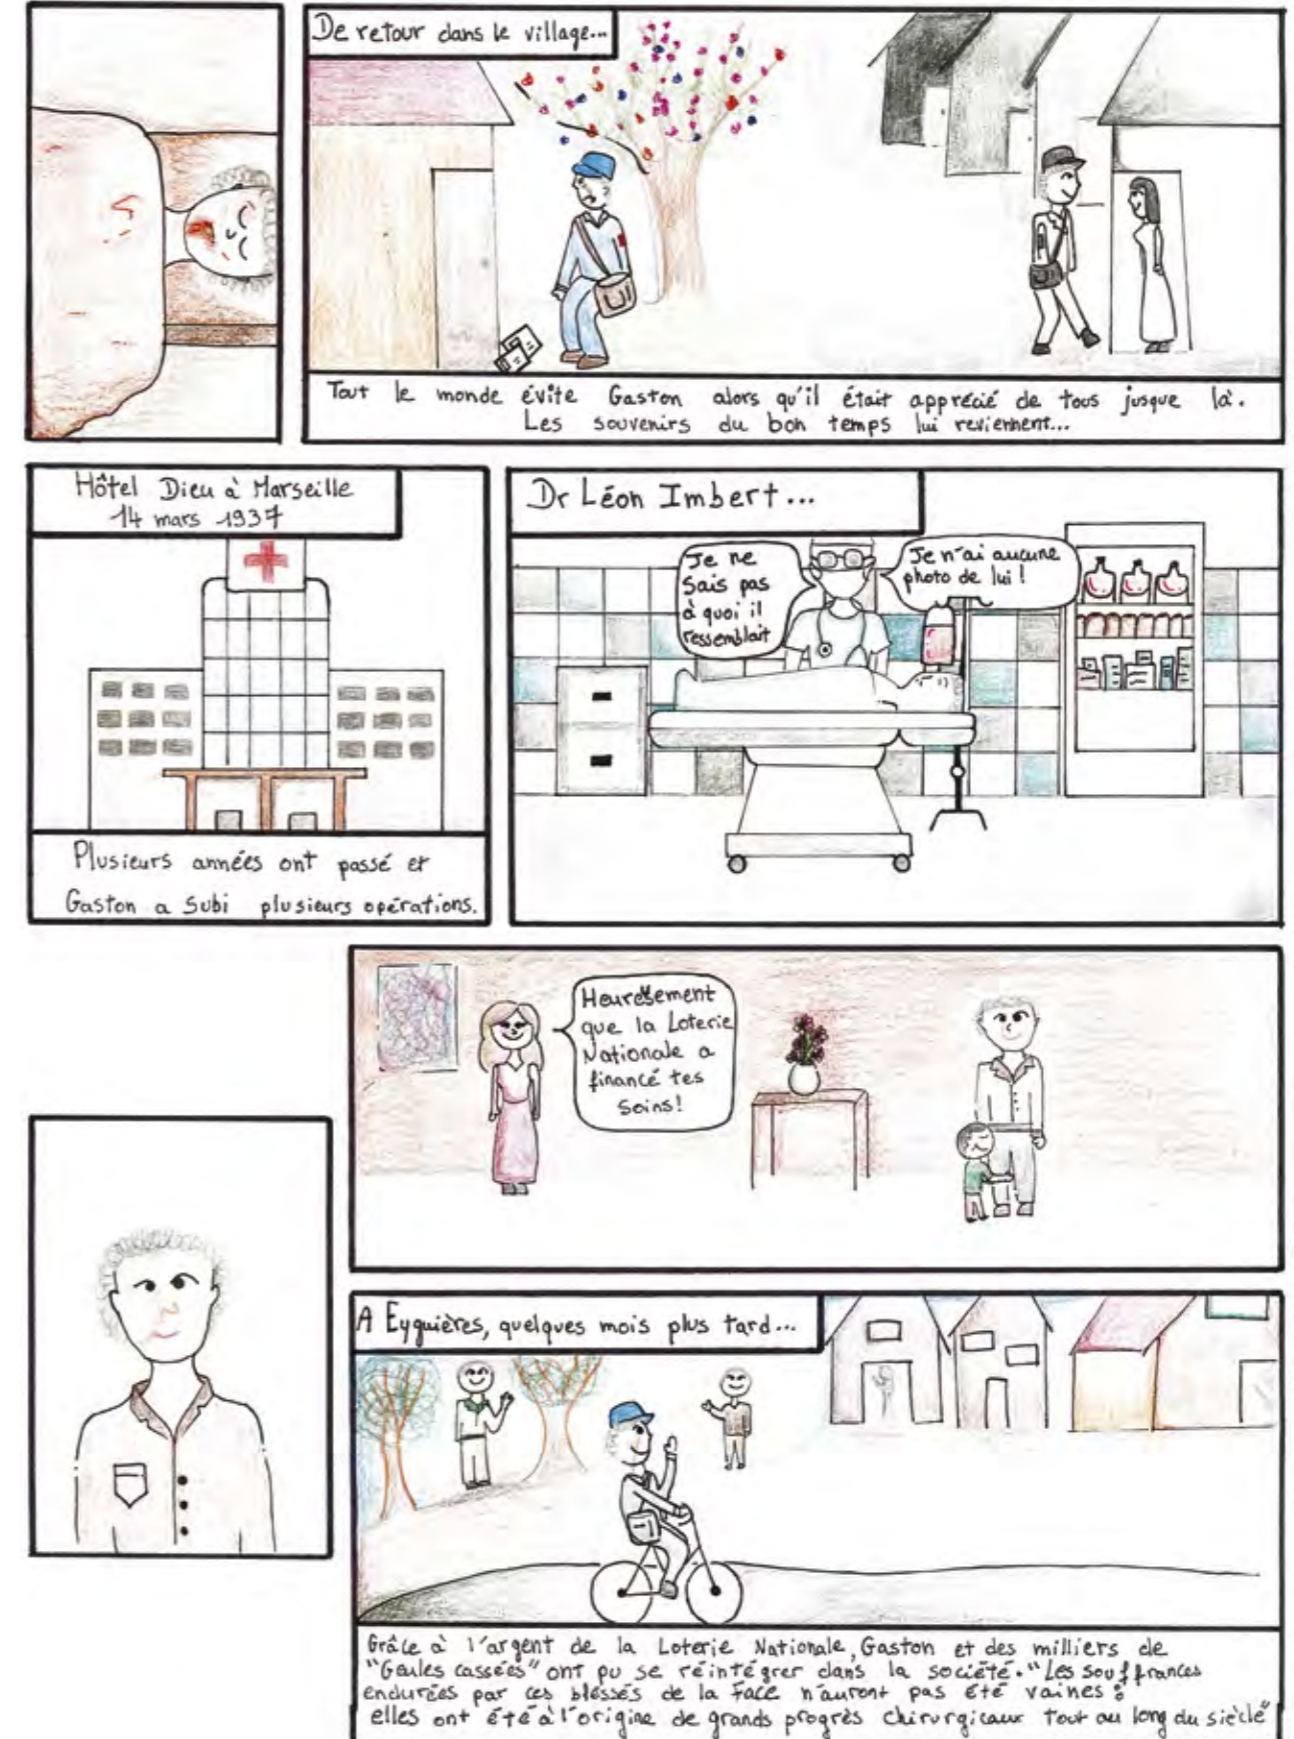 De retour dans le village...
Tout le monde évite Gaston alors qu'il était apprécié de tous jusque là.
Les souvenirs du bon temps lui reviennent...
Hôtel Dieu à Marseille
14 mars 1937
Plusieurs années ont passé et
Gaston a subi plusieurs opérations.
Dr Léon Imbert...
Je ne
sais pas
à quoi il
ressemblait
Je n'ai aucune
photo de lui !
Heureusement
que la Loterie
Nationale a
financé tes
soins!
A Eyguières, quelques mois plus tard...
Grâce à l'argent de la Loterie Nationale, Gaston et des milliers de
"Geules cassées" ont pu se réintégrer dans la société. "Les souffrances
endurées par ces blessés de la face n'auront pas été vaines :
elles ont été à l'origine de grands progrès chirurgicaux tout au long du siècle"